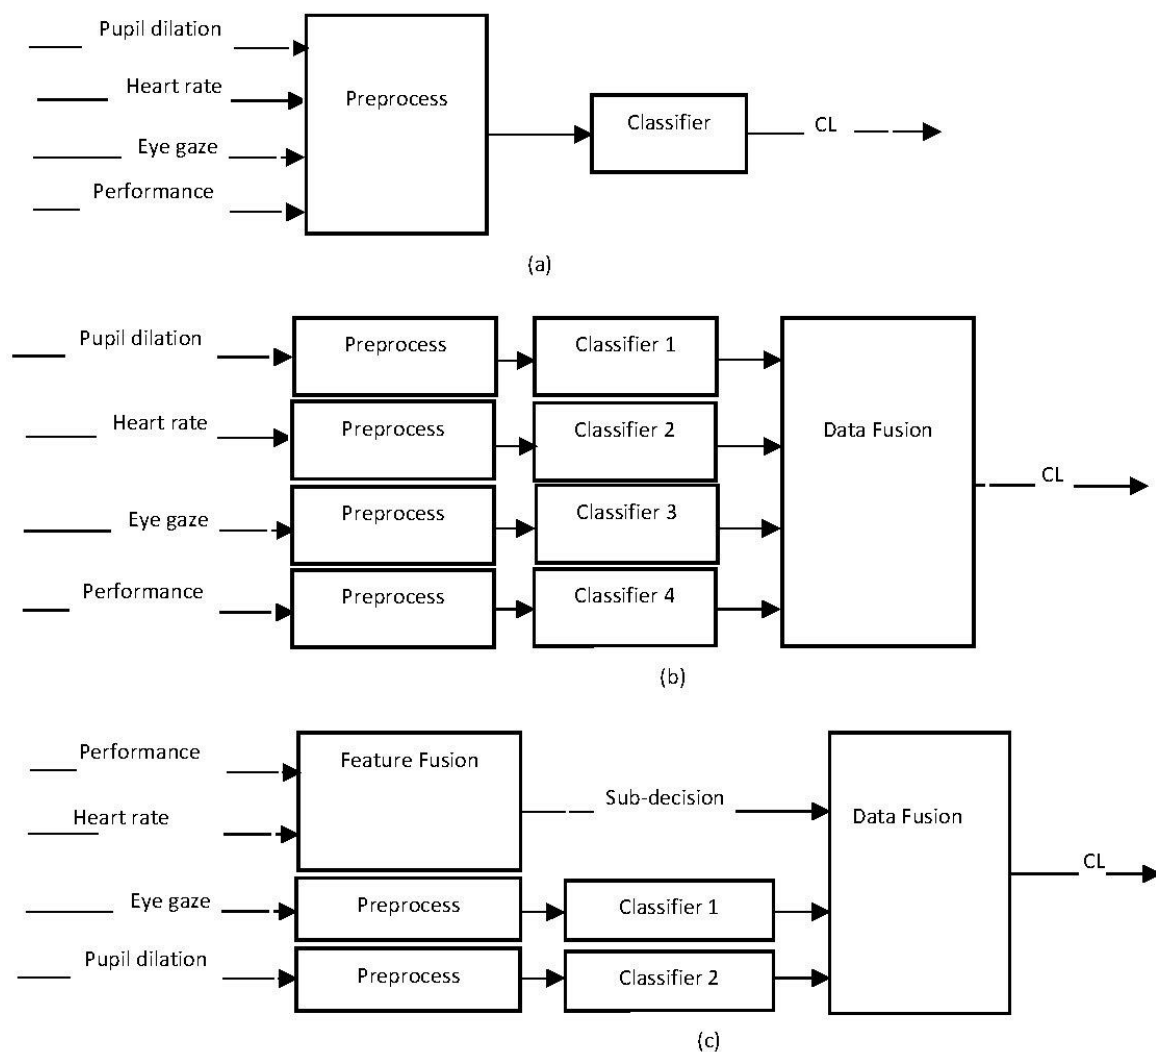 Pupil dilation
Heart rate
Eye gaze
Performance
Preprocess
Classifier
CL
(a)
Pupil dilation
Preprocess
Classifier 1
Heart rate
Preprocess
Classifier 2
Eye gaze
Preprocess
Classifier 3
Performance
Preprocess
Classifier 4
Data Fusion
CL
(b)
Performance
Heart rate
Feature Fusion
Sub-decision
Eye gaze
Preprocess
Classifier 1
Pupil dilation
Preprocess
Classifier 2
Data Fusion
CL
(c)